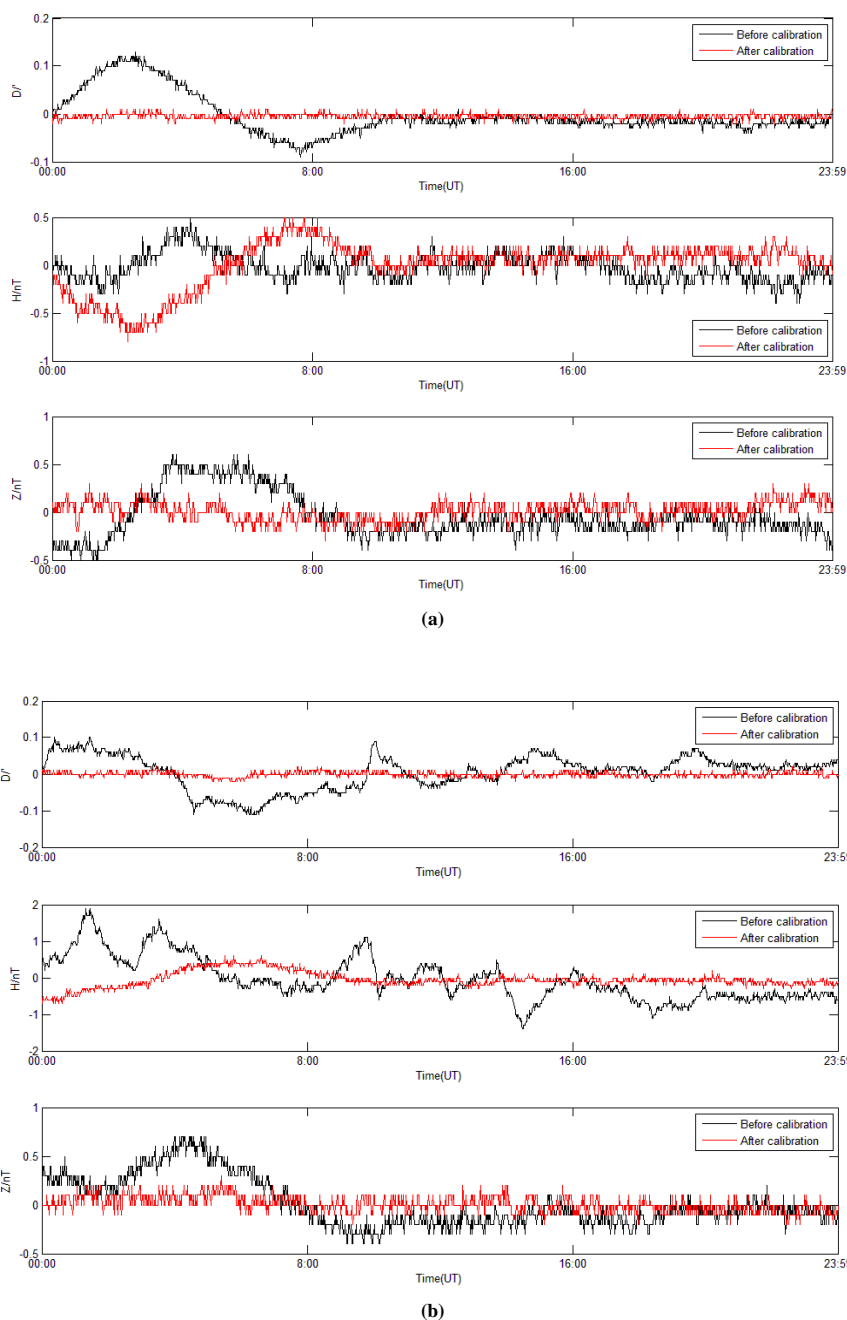 0.2
Before calibration
After calibration
0.1
D/'
0
-0.1
00:00 8:00 16:00 23:59
Time(UT)
0.5
0
H/nT
-0.5
Before calibration
After calibration
-1
00:00 8:00 16:00 23:59
Time(UT)
1
Before calibration
After calibration
0.5
Z/nT
0
-0.5
00:00 8:00 16:00 23:59
Time(UT)
(a)
0.2
Before calibration
After calibration
0.1
D/'
0
-0.1
-0.2
00:00 8:00 16:00 23:59
Time(UT)
2
Before calibration
After calibration
1
H/nT
0
-1
-2
00:00 8:00 16:00 23:59
Time(UT)
1
Before calibration
After calibration
0.5
Z/nT
0
-0.5
00:00 8:00 16:00 23:59
Time(UT)
(b)